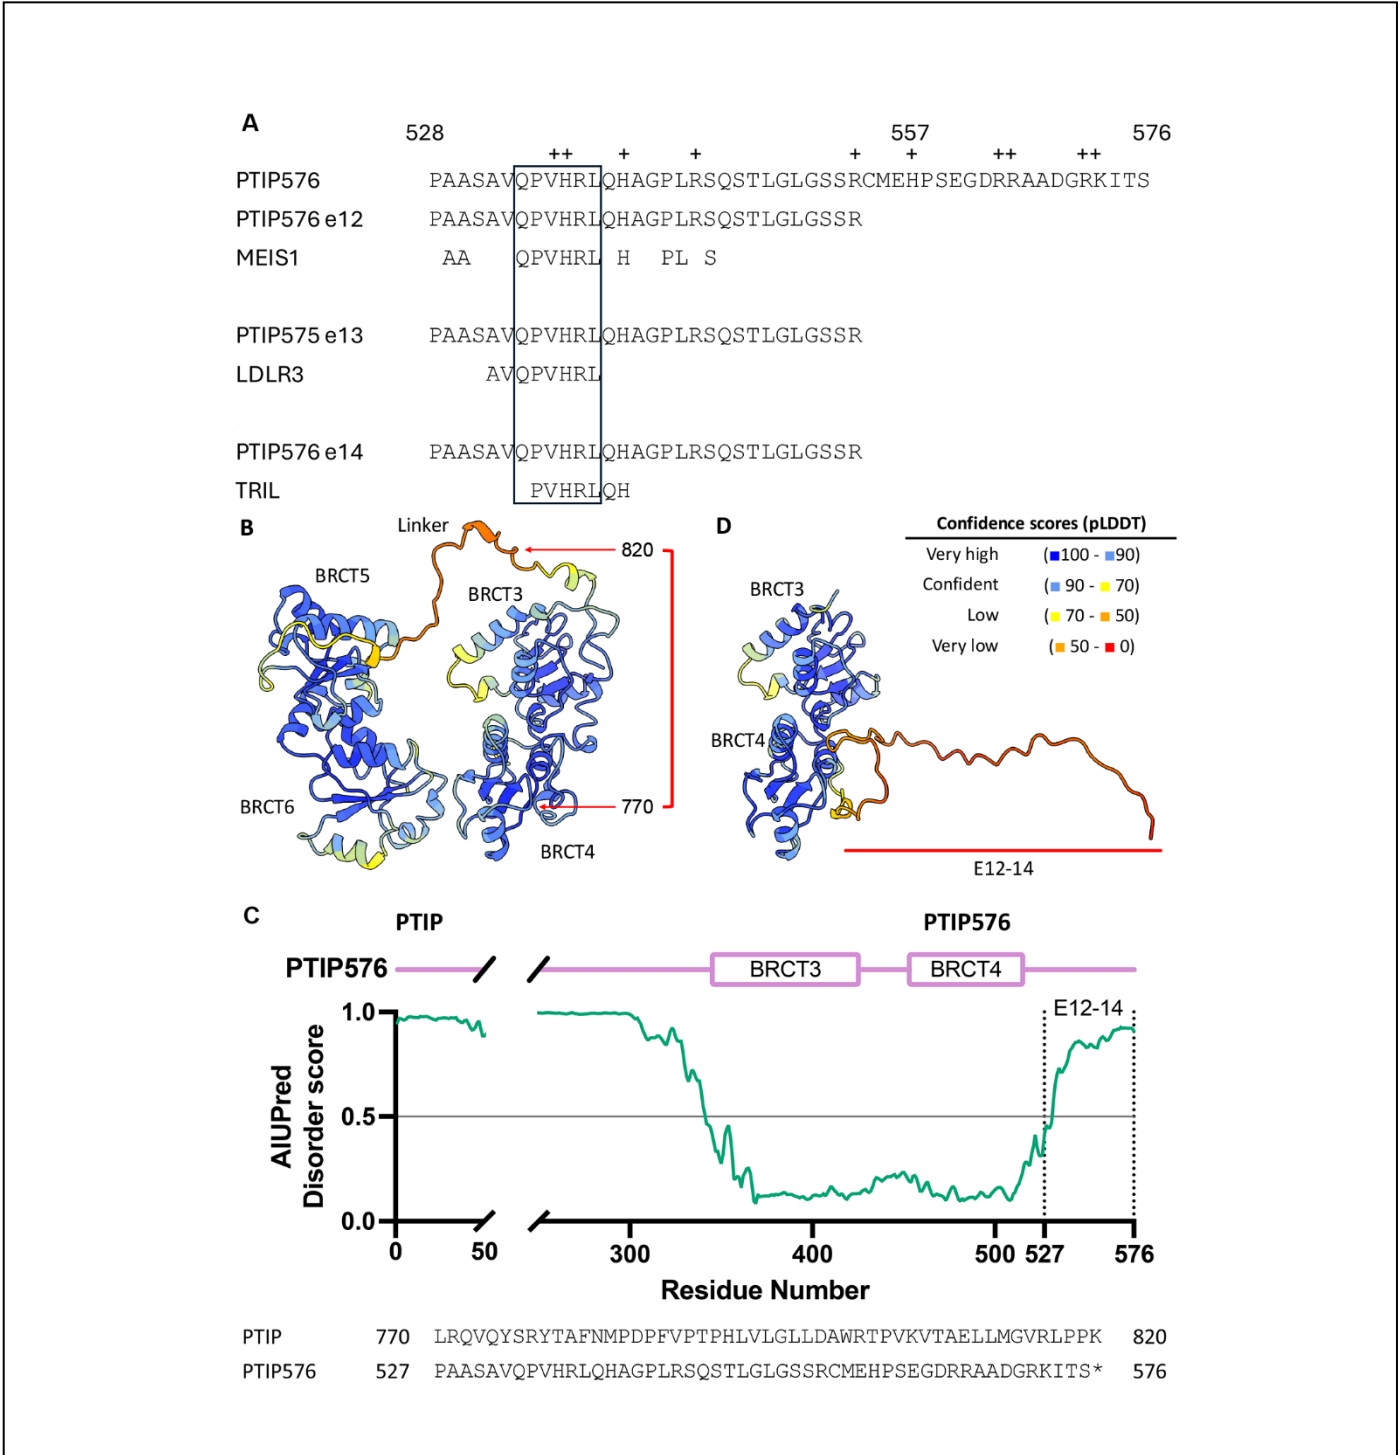 A
528 557 576
++ + + + + ++ ++
PTIP576 PAASAVQPVHRLQHAGPLRSQSTLGLGSSRCMEHPSEGDRRAADGRKITS
PTIP576 e12 PAASAVQPVHRLQHAGPLRSQSTLGLGSSR
MEIS1 AA QPVHRL H PL S
PTIP575 e13 PAASAVQPVHRLQHAGPLRSQSTLGLGSSR
LDLR3 AVQPVHRL
PTIP576 e14 PAASAVQPVHRLQHAGPLRSQSTLGLGSSR
TRIL PVHRLQH
B
Linker
820
BRCT5
BRCT3
770
BRCT6
BRCT4
D
Confidence scores (pLDDT)
Very high (100 - 90)
Confident (90 - 70)
Low (70 - 50)
Very low (50 - 0)
BRCT3
BRCT4
E12-14
C
PTIP PTIP576
PTIP576 BRCT3 BRCT4
E12-14
AIUPred
Disorder score
1.0
0.5
0.0
0 50 300 400 500 527 576
Residue Number
PTIP 770 LRQVQYSRYTAFNMPDPFVPTPHLVLGLLDAWRTPVKVTAELLMGVRLPPK 820
PTIP576 527 PAASAVQPVHRLQHAGPLRSQSTLGLGSSRCMEHPSEGDRRAADGRKITS* 576